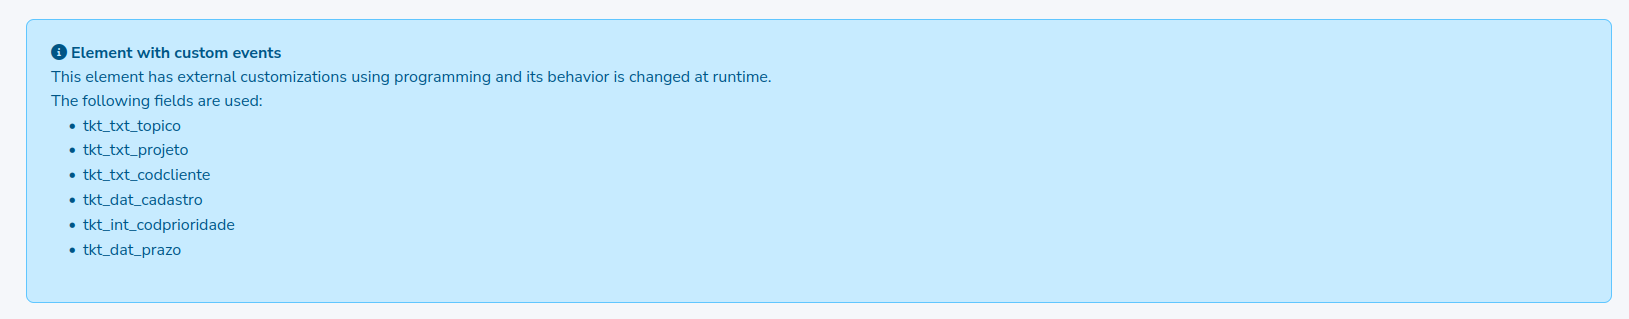 Element with custom events
This element has external customizations using programming and its behavior is changed at runtime.
The following fields are used:
• tkt_txt_topico
• tkt_txt_projeto
• tkt_txt_codcliente
• tkt_dat_cadastro
• tkt_int_codprioridade
• tkt_dat_prazo